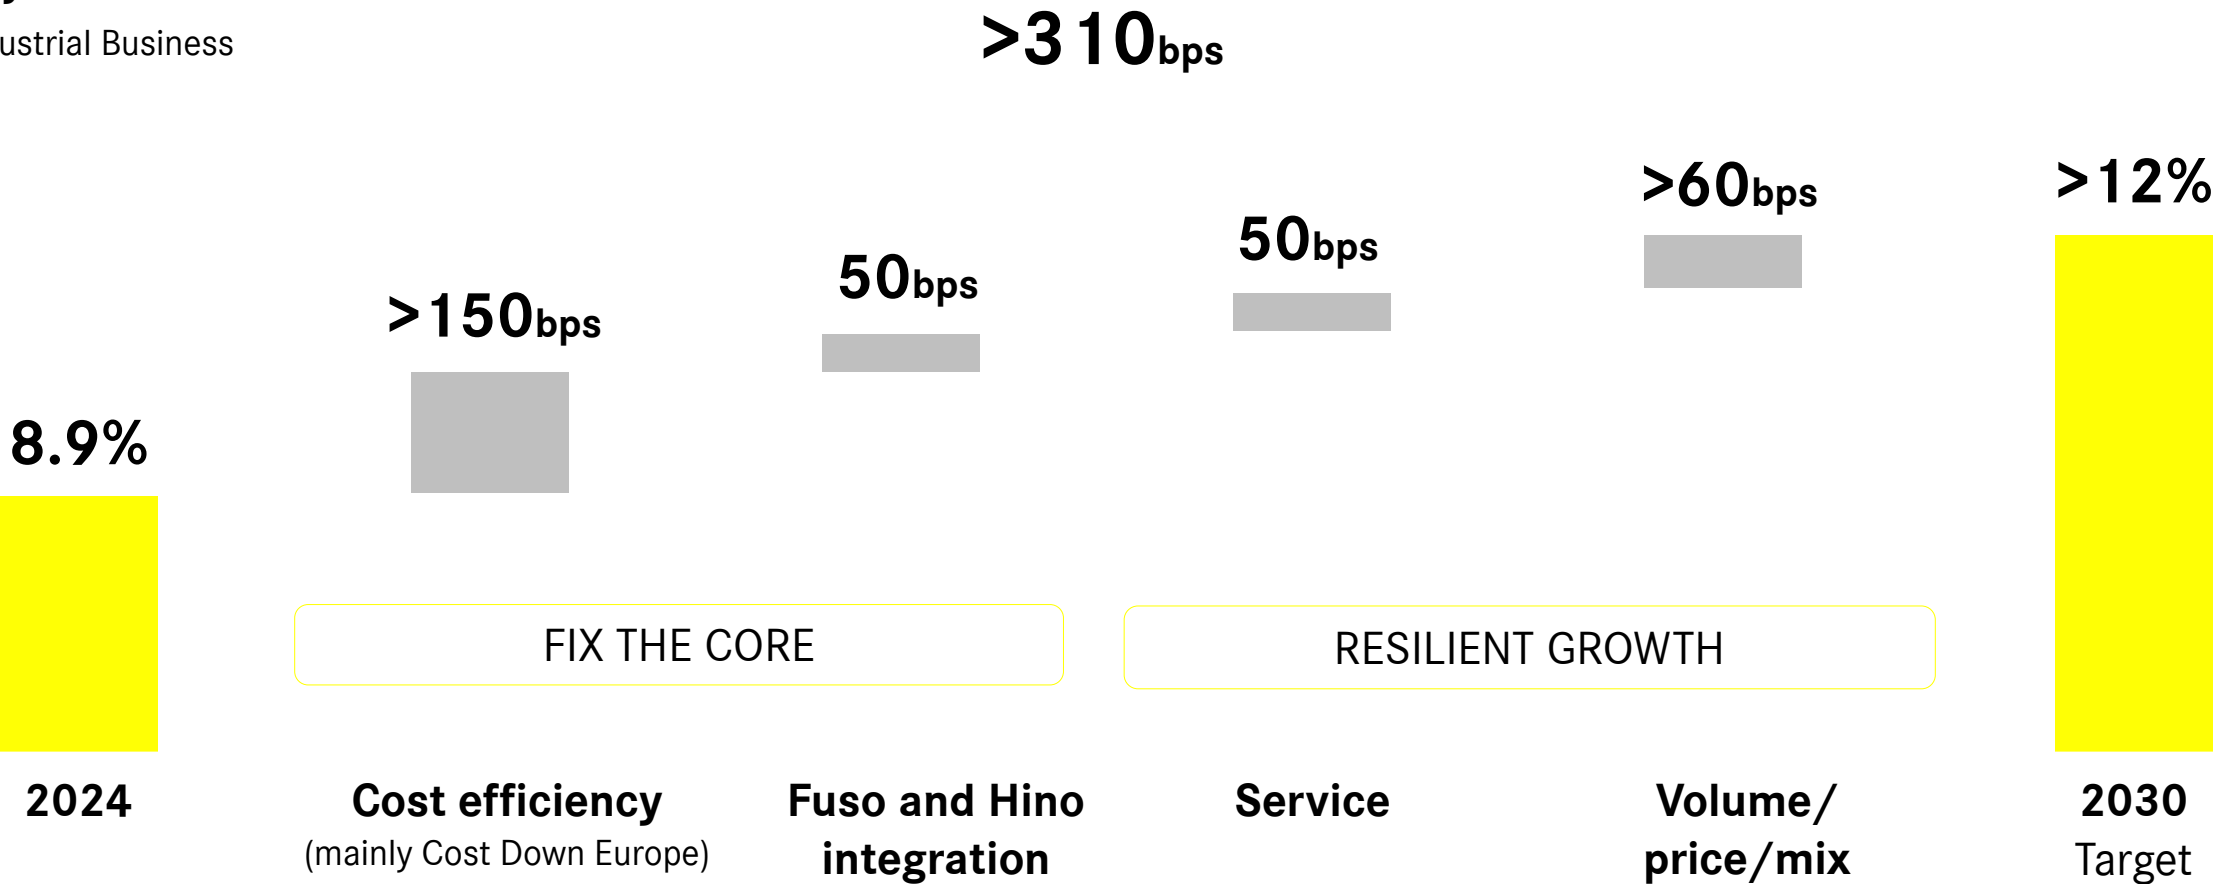 ustrial Business
>310bps
>60bps
>12%
50bps
50bps
>150bps
8.9%
FIX THE CORE
RESILIENT GROWTH
2024
Cost efficiency
(mainly Cost Down Europe)
Fuso and Hino
integration
Service
Volume/
price/mix
2030
Target